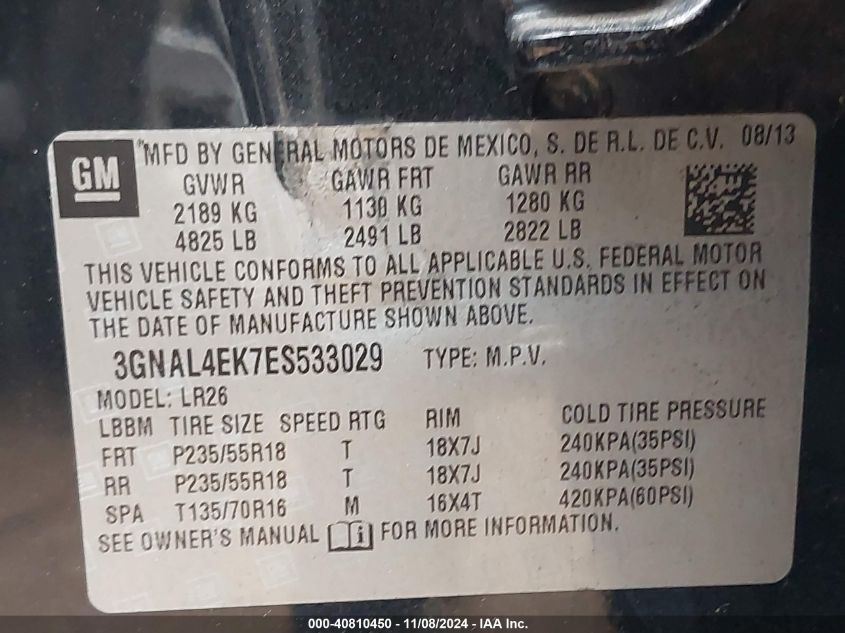 GM
MFD BY GENERAL MOTORS DE MEXICO, S. DE R.L. DE C.V. 08/13
GVWR GAWR FRT GAWR RR
2189 KG 1130 KG 1280 KG
4825 LB 2491 LB 2822 LB
THIS VEHICLE CONFORMS TO ALL APPLICABLE U.S. FEDERAL MOTOR
VEHICLE SAFETY AND THEFT PREVENTION STANDARDS IN EFFECT ON
THE DATE OF MANUFACTURE SHOWN ABOVE.
3GNAL4EK7ES533029 TYPE: M.P.V.
MODEL: LR26
LBBM TIRE SIZE SPEED RTG RIM COLD TIRE PRESSURE
FRT P235/55R18 T 18X7J 240KPA(35PSI)
RR P235/55R18 T 18X7J 240KPA(35PSI)
SPA T135/70R16 M 16X4T 420KPA(60PSI)
SEE OWNER'S MANUAL FOR MORE INFORMATION.
000-40810450 - 11/08/2024 - IAA Inc.